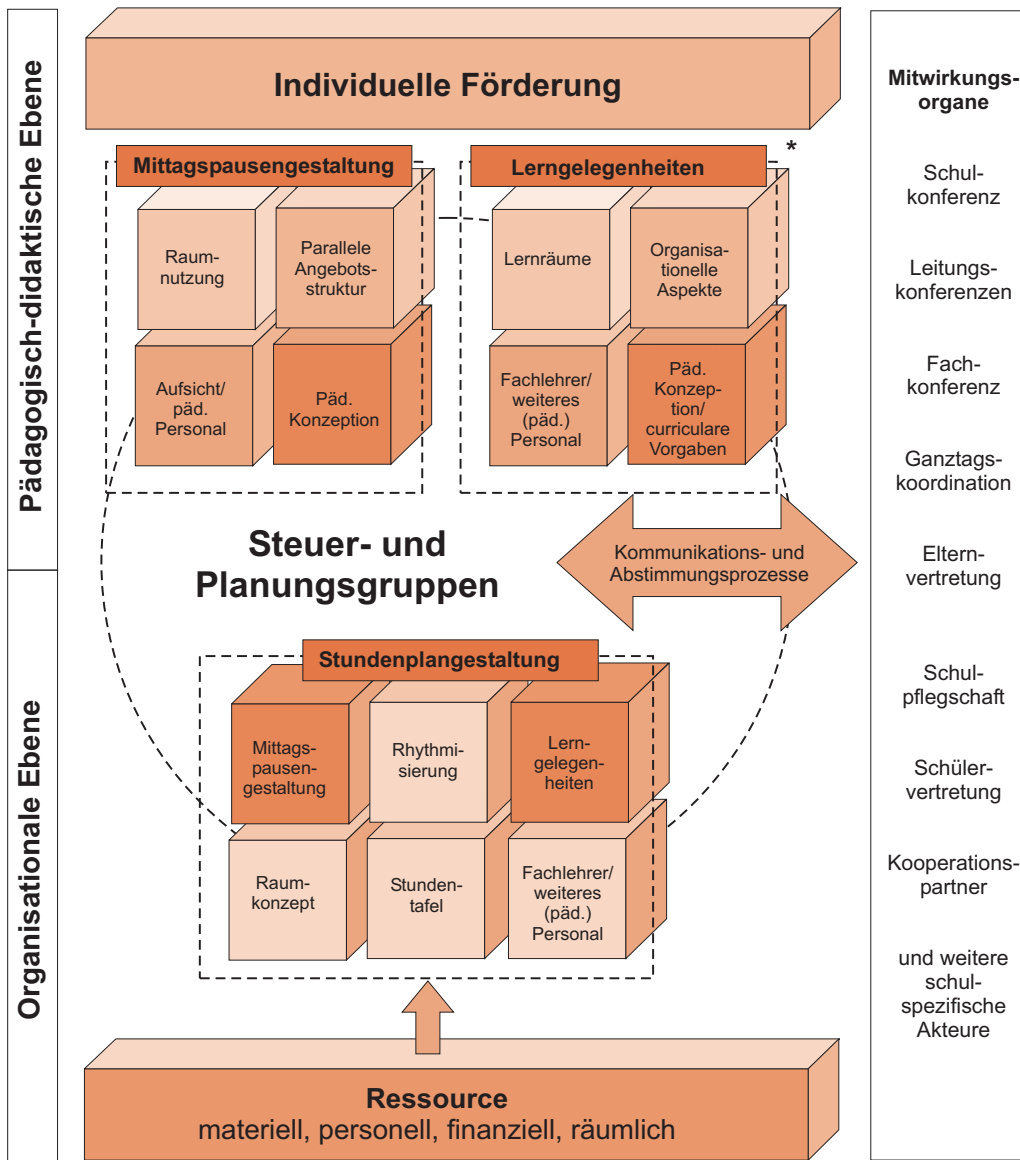 Pädagogisch-didaktische Ebene
Organisationale Ebene
Individuelle Förderung
*
Mittagspausengestaltung
Raum-
nutzung
Parallele
Angebots-
struktur
Aufsicht/
päd.
Personal
Päd.
Konzeption
Lerngelegenheiten
Lernräume
Organisa-
tionelle
Aspekte
Fachlehrer/
weiteres
(päd.)
Personal
Päd.
Konzep-
tion/
curriculare
Vorgaben
Steuer- und
Planungsgruppen
Kommunikations- und
Abstimmungsprozesse
Stundenplangestaltung
Mittags-
pausen-
gestaltung
Rhythmi-
sierung
Lern-
gelegen-
heiten
Raum-
konzept
Stunden-
tafel
Fachlehrer/
weiteres
(päd.)
Personal
Ressource
materiell, personell, finanziell, räumlich
Mitwirkungs-
organe
Schul-
konferenz
Leitungs-
konferenzen
Fach-
konferenz
Ganztags-
koordination
Eltern-
vertretung
Schul-
pflegschaft
Schüler-
vertretung
Kooperations-
partner
und weitere
schul-
spezifische
Akteure